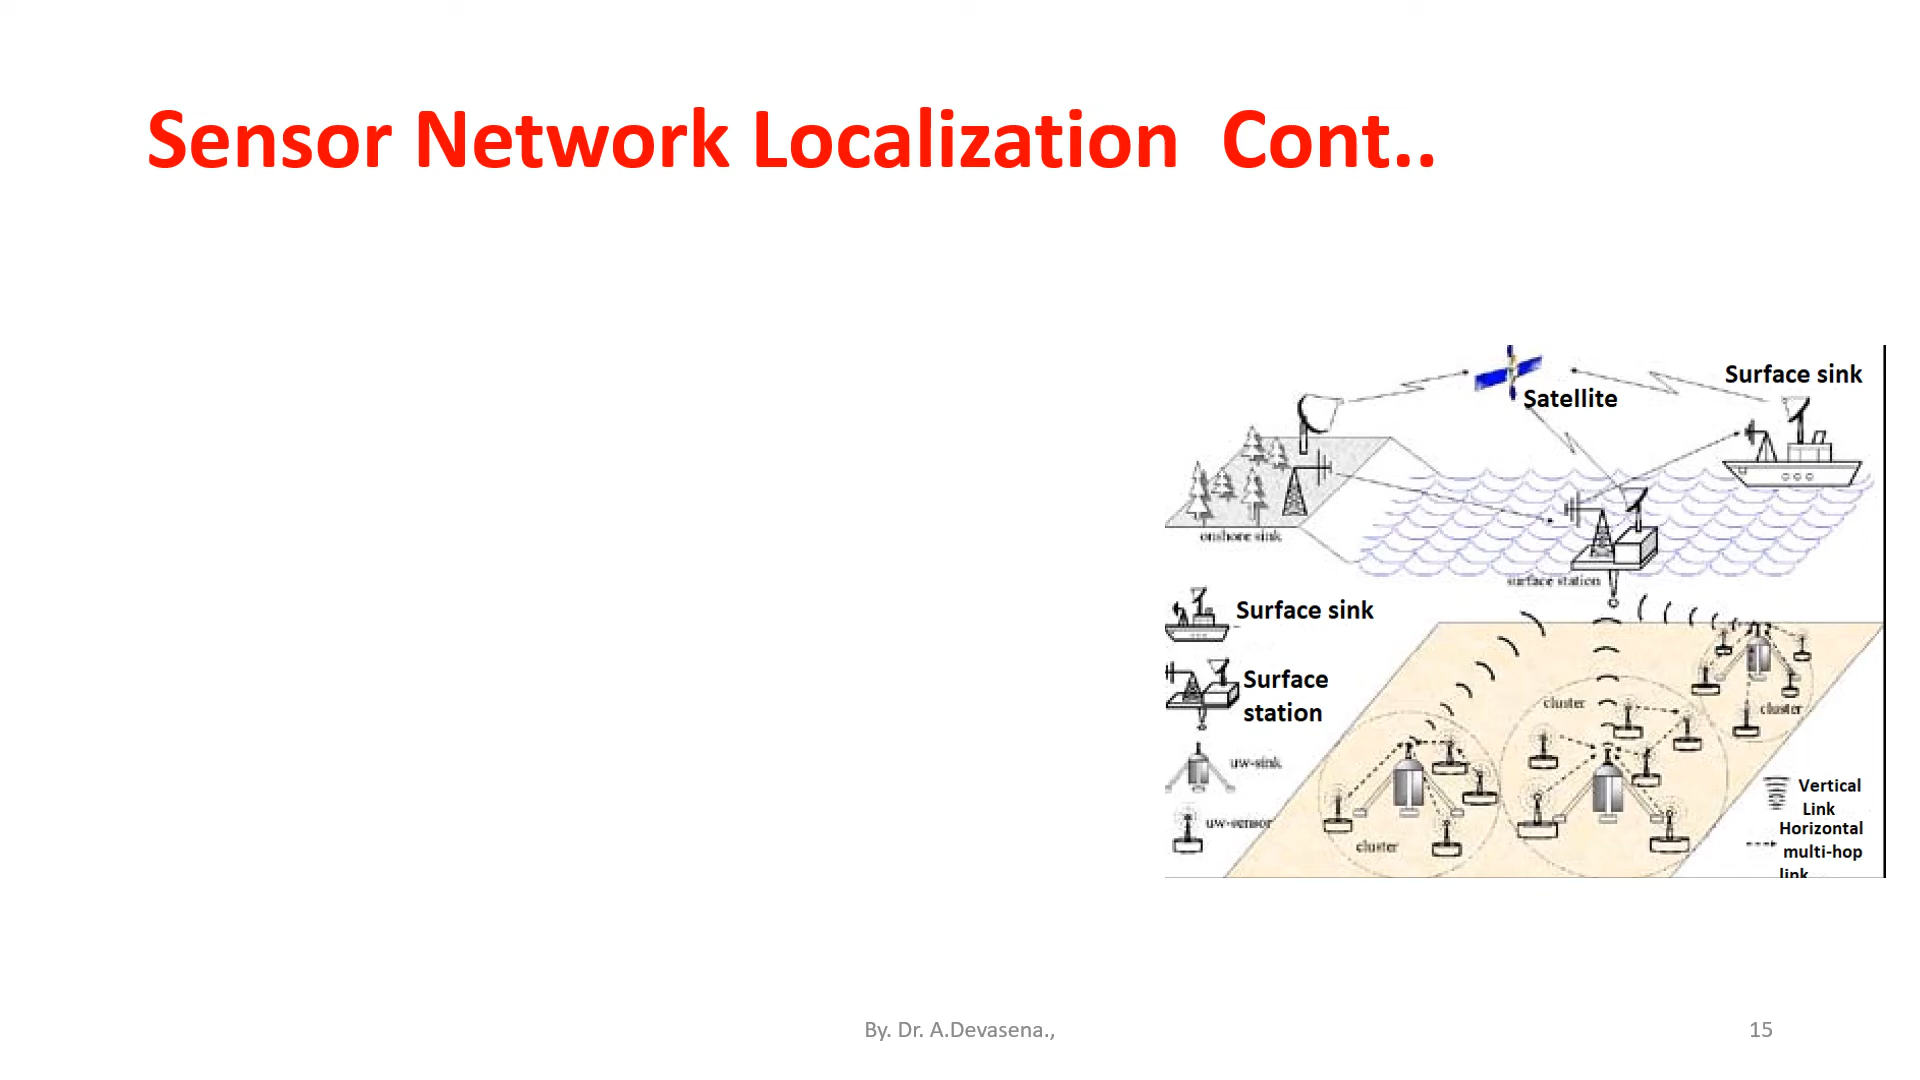 Sensor Network Localization  Cont..
Surface sink
Satellite
onshore sink
surface station
Surface sink
Surface
station
cluster
cluster
uw-sink
Vertical
Link
uw-sensor
Horizontal
cluster
multi-hop
link
By. Dr. A.Devasena.,
15